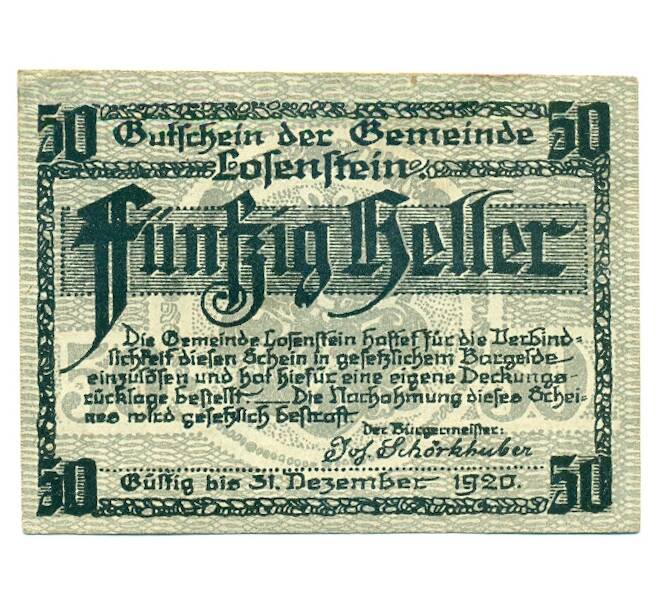 50 Gutschein der Gemeinde 50
Losenstein.
Fünfzig Heller
Die Gemeinde Losenstein haftet für die Verbind-
lichkeit diesen Schein in gesetzlichem Bargelde
einzulösen und hat hiefür eine eigene Deckungs-
rücklage bestellt. — Die Nachahmung dieses Schei-
nes wird gesetzlich bestraft.
Der Bürgermeister:
Jos. Schörkhuber
50 Gültig bis 31. Dezember 1920. 50